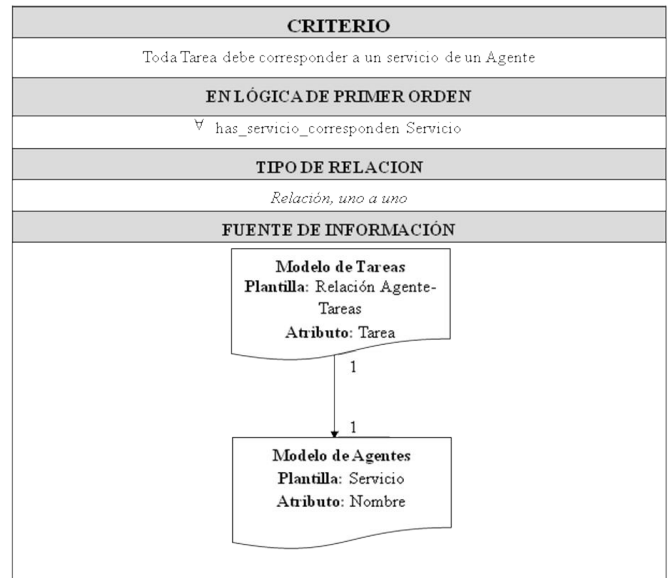 CRITERIO
Toda Tarea debe corresponder a un servicio de un Agente
EN LÓGICA DE PRIMER ORDEN
∀ has_servicio_corresponden Servicio
TIPO DE RELACION
Relación, uno a uno
FUENTE DE INFORMACIÓN
Modelo de Tareas
Plantilla: Relación Agente-
Tareas
Atributo: Tarea
1
1
Modelo de Agentes
Plantilla: Servicio
Atributo: Nombre